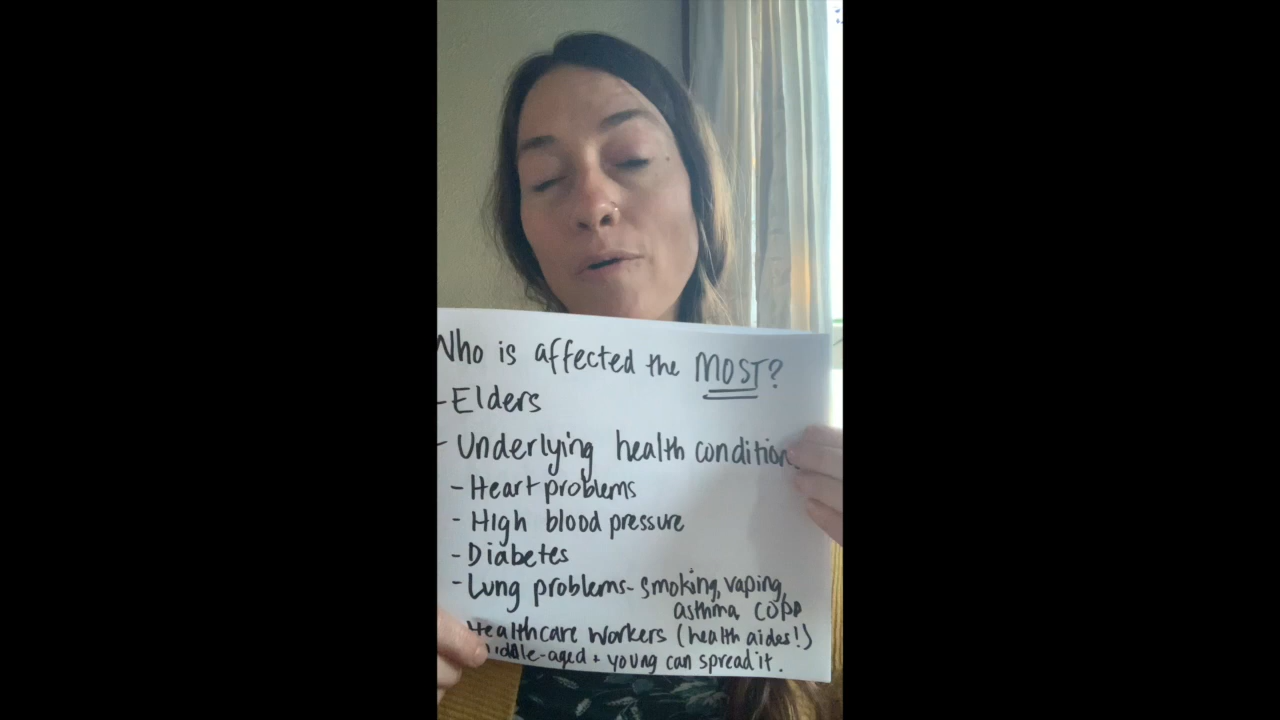 Who is affected the MOST?
- Elders
- Underlying health condition
- Heart problems
- High blood pressure
- Diabetes
- Lung problems- smoking, vaping,
asthma, COPD
Healthcare workers (health aides!)
middle-aged + young can spread it.